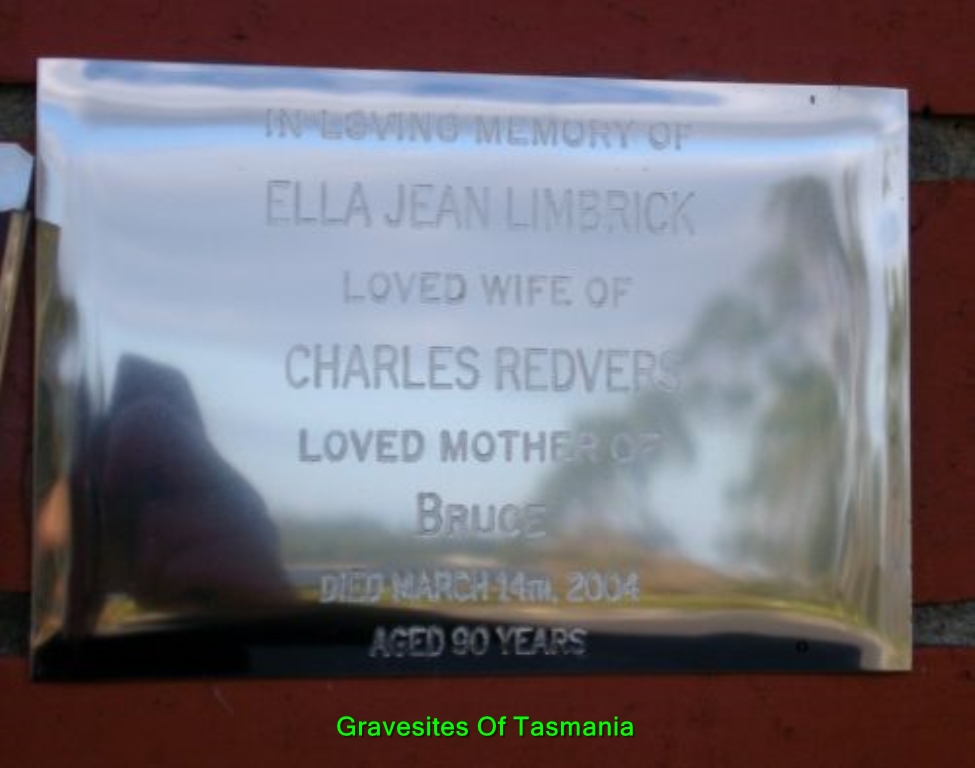 IN LOVING MEMORY OF
ELLA JEAN LIMBRICK
LOVED WIFE OF
CHARLES REDVERS
LOVED MOTHER OF
BRUCE
DIED MARCH 14TH, 2004
AGED 90 YEARS
Gravesites Of Tasmania